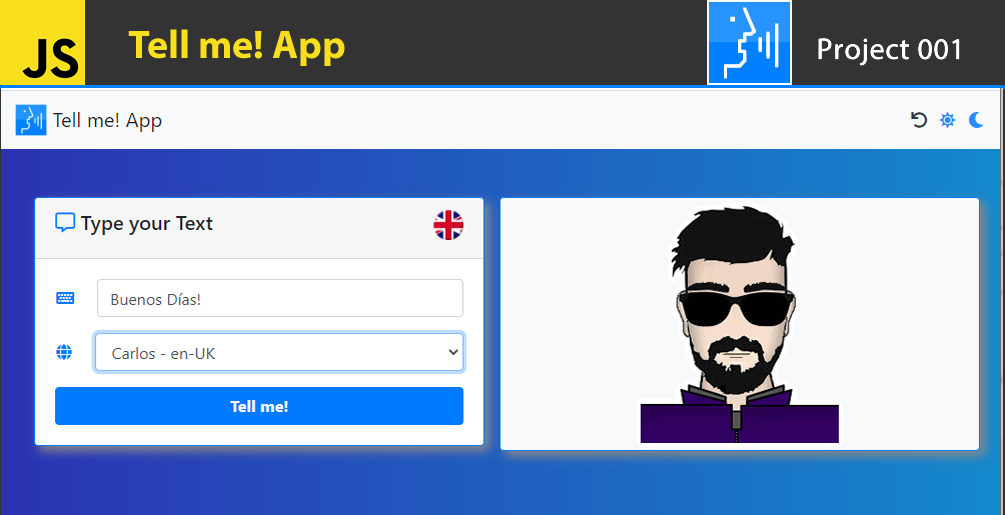 JS
Tell me! App
Project 001
Tell me! App
Type your Text
Buenos Días!
Carlos - en-UK
Tell me!